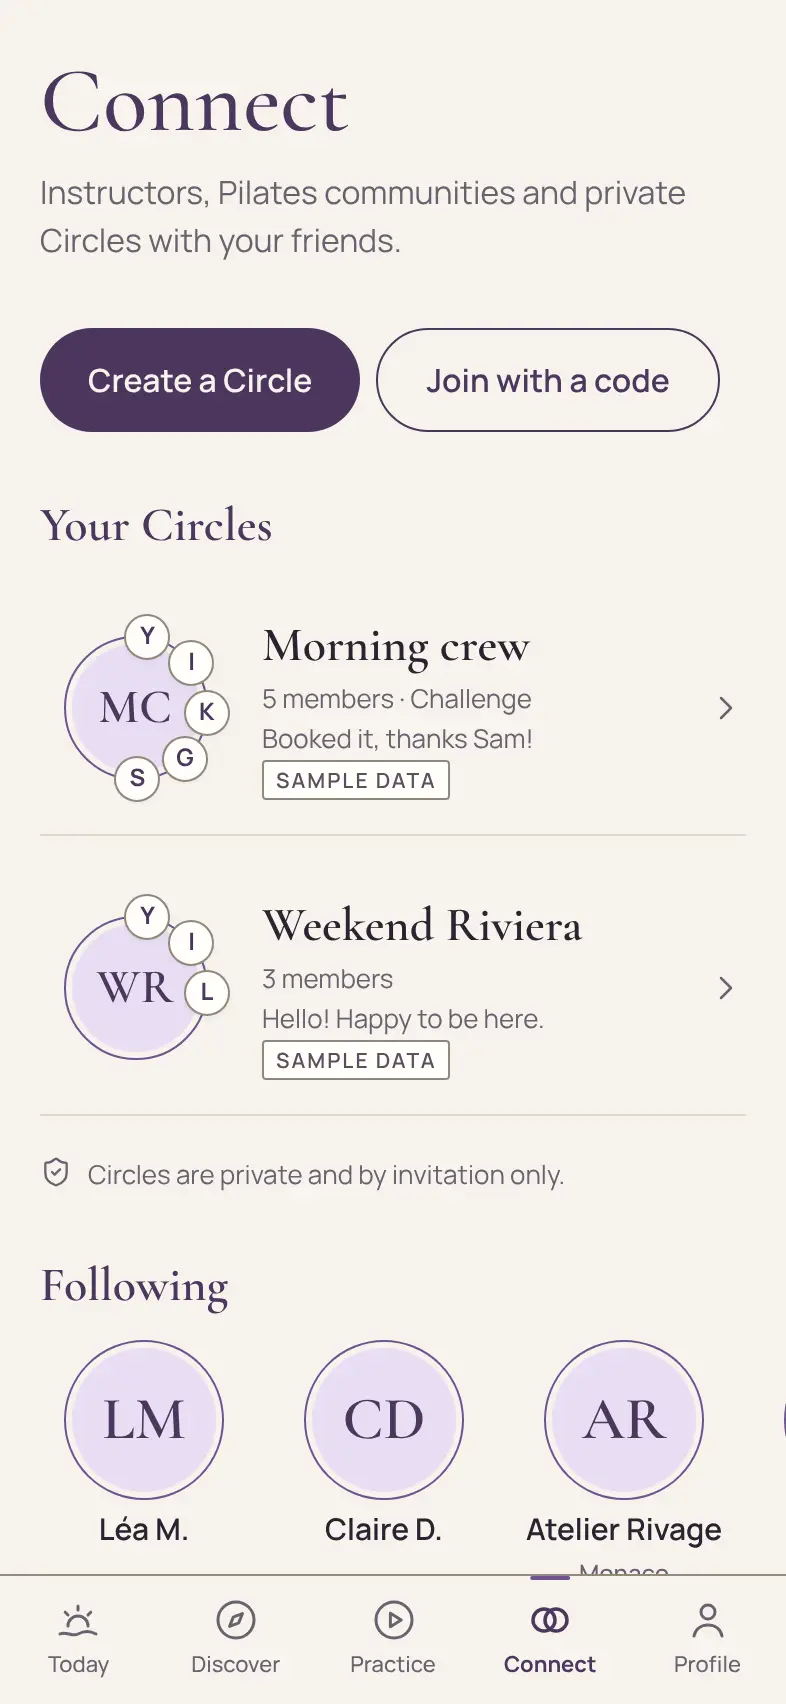 Connect
Instructors, Pilates communities and private
Circles with your friends.
Create a Circle
Join with a code
Your Circles
Y
I
MC
K
G
S
Morning crew
5 members · Challenge
Booked it, thanks Sam!
SAMPLE DATA
Y
I
WR
L
Weekend Riviera
3 members
Hello! Happy to be here.
SAMPLE DATA
Circles are private and by invitation only.
Following
LM
CD
AR
Léa M.
Claire D.
Atelier Rivage
Monaco
Today
Discover
Practice
Connect
Profile